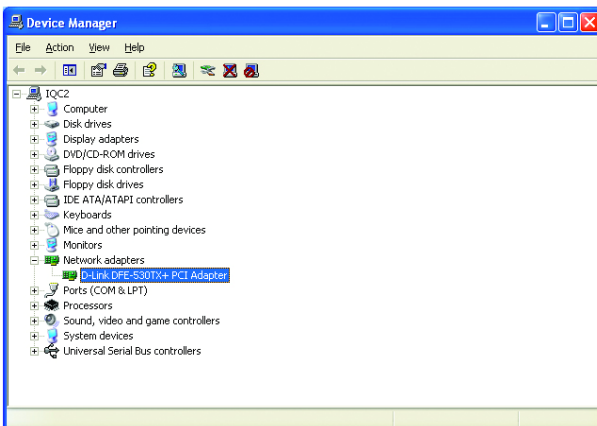 Device Manager
File Action View Help
IQC2
Computer
Disk drives
Display adapters
DVD/CD-ROM drives
Floppy disk controllers
Floppy disk drives
IDE ATA/ATAPI controllers
Keyboards
Mice and other pointing devices
Monitors
Network adapters
D-Link DFE-530TX+ PCI Adapter
Ports (COM & LPT)
Processors
Sound, video and game controllers
System devices
Universal Serial Bus controllers